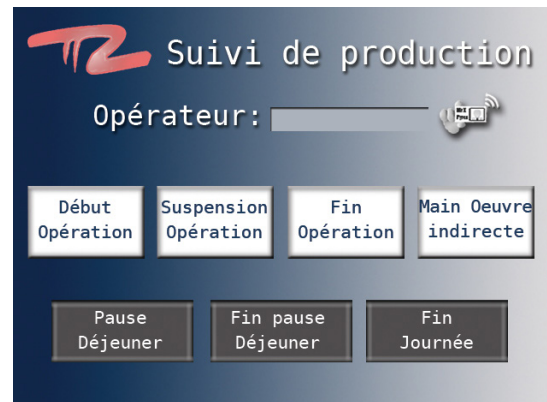 Suivi de production
Opérateur:
Début
Opération
Suspension
Opération
Fin
Opération
Main Oeuvre
indirecte
Pause
Déjeuner
Fin pause
Déjeuner
Fin
Journée